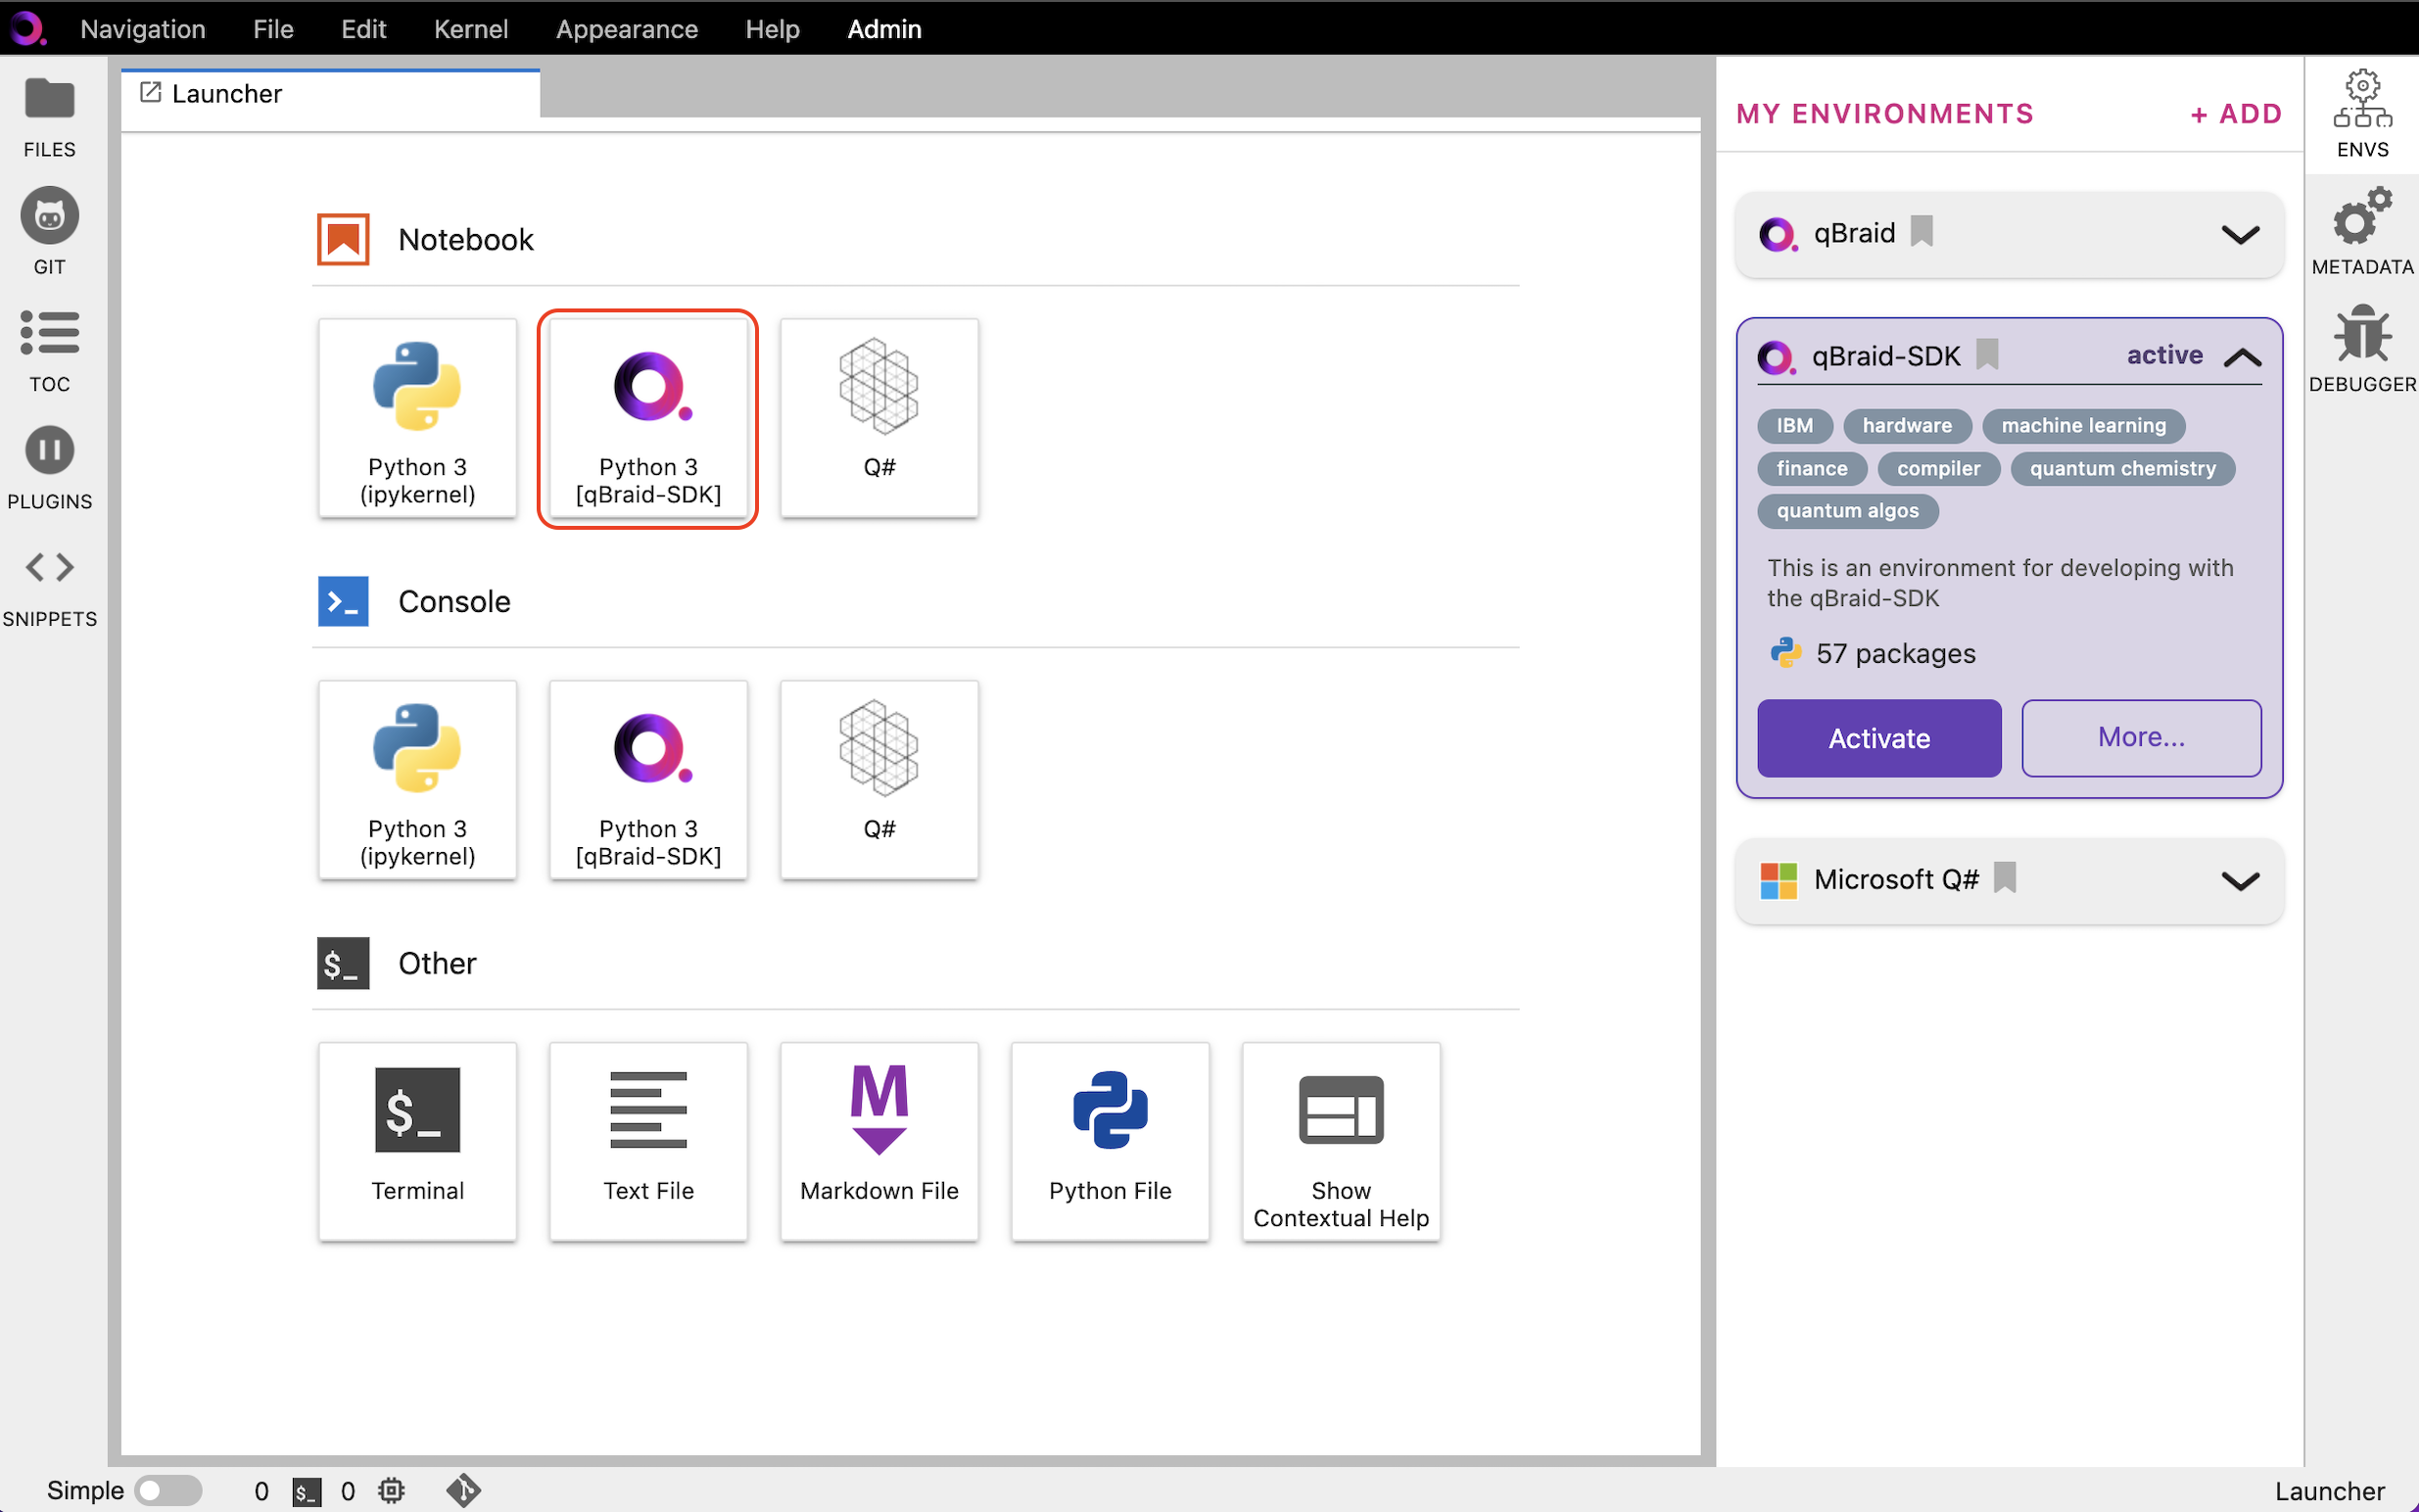 Navigation File Edit Kernel Appearance Help Admin
FILES
GIT
TOC
PLUGINS
SNIPPETS
Launcher
Notebook
Python 3
(ipykernel)
Python 3
[qBraid-SDK]
Q#
Console
>_
Python 3
(ipykernel)
Python 3
[qBraid-SDK]
Q#
Other
$_
$_
Terminal
Text File
M
Markdown File
Python File
Show
Contextual Help
MY ENVIRONMENTS + ADD
qBraid
qBraid-SDK active
IBM hardware machine learning
finance compiler quantum chemistry
quantum algos
This is an environment for developing with
the qBraid-SDK
57 packages
Activate More...
Microsoft Q#
ENVS
METADATA
DEBUGGER
Simple 0 $_ 0 Launcher